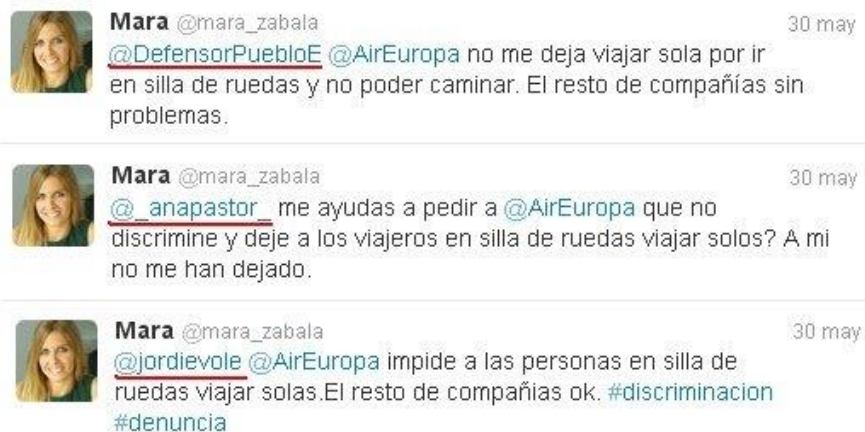 Mara @mara_zabala 30 may
@DefensorPuebloE @AirEuropa no me deja viajar sola por ir
en silla de ruedas y no poder caminar. El resto de compañías sin
problemas.
Mara @mara_zabala 30 may
@_anapastor_ me ayudas a pedir a @AirEuropa que no
discrimine y deje a los viajeros en silla de ruedas viajar solos? A mi
no me han dejado.
Mara @mara_zabala 30 may
@jordievole @AirEuropa impide a las personas en silla de
ruedas viajar solas.El resto de compañias ok. #discriminacion
#denuncia